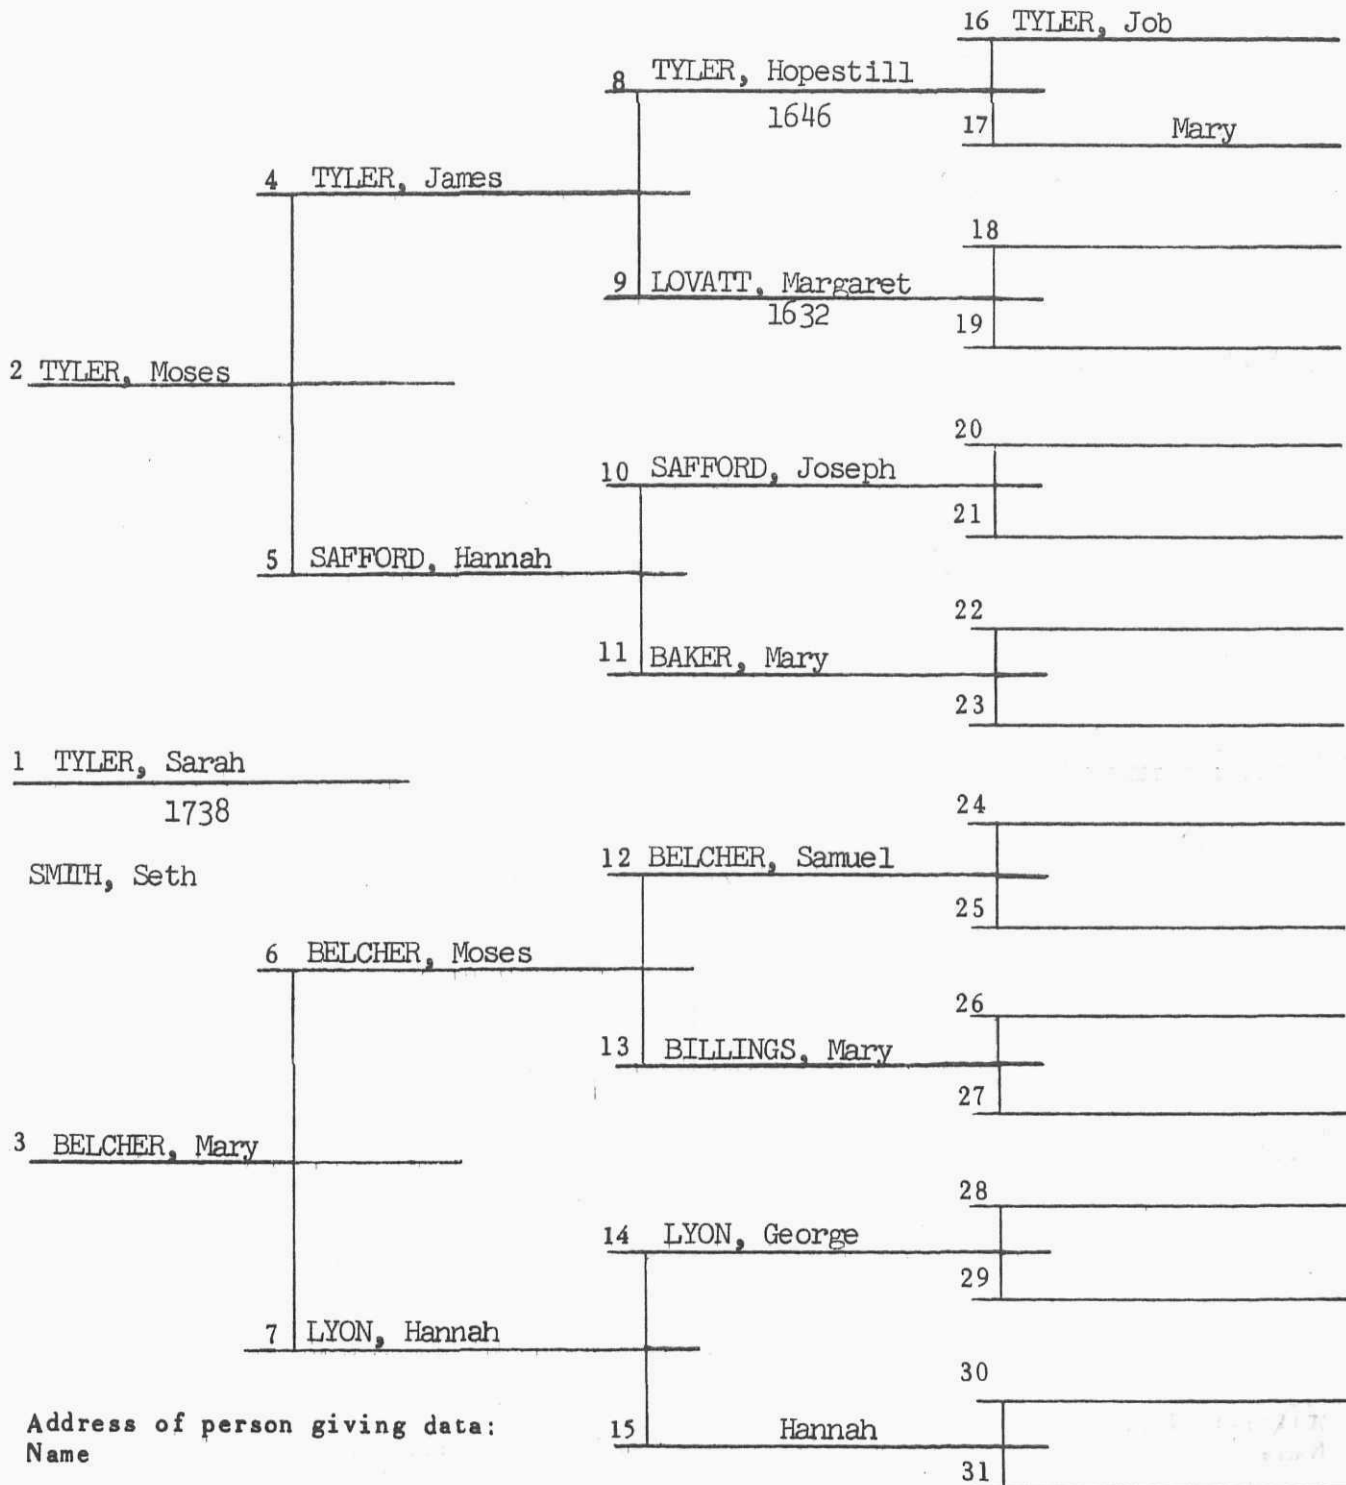 16 TYLER, Job
8 TYLER, Hopestill
1646
17 Mary
4 TYLER, James
18
9 LOVATT, Margaret
1632
19
2 TYLER, Moses
20
10 SAFFORD, Joseph
21
5 SAFFORD, Hannah
22
11 BAKER, Mary
23
1 TYLER, Sarah
1738
24
SMITH, Seth
12 BELCHER, Samuel
25
6 BELCHER, Moses
26
13 BILLINGS, Mary
27
3 BELCHER, Mary
28
14 LYON, George
29
7 LYON, Hannah
30
Address of person giving data:
Name
15 Hannah
31